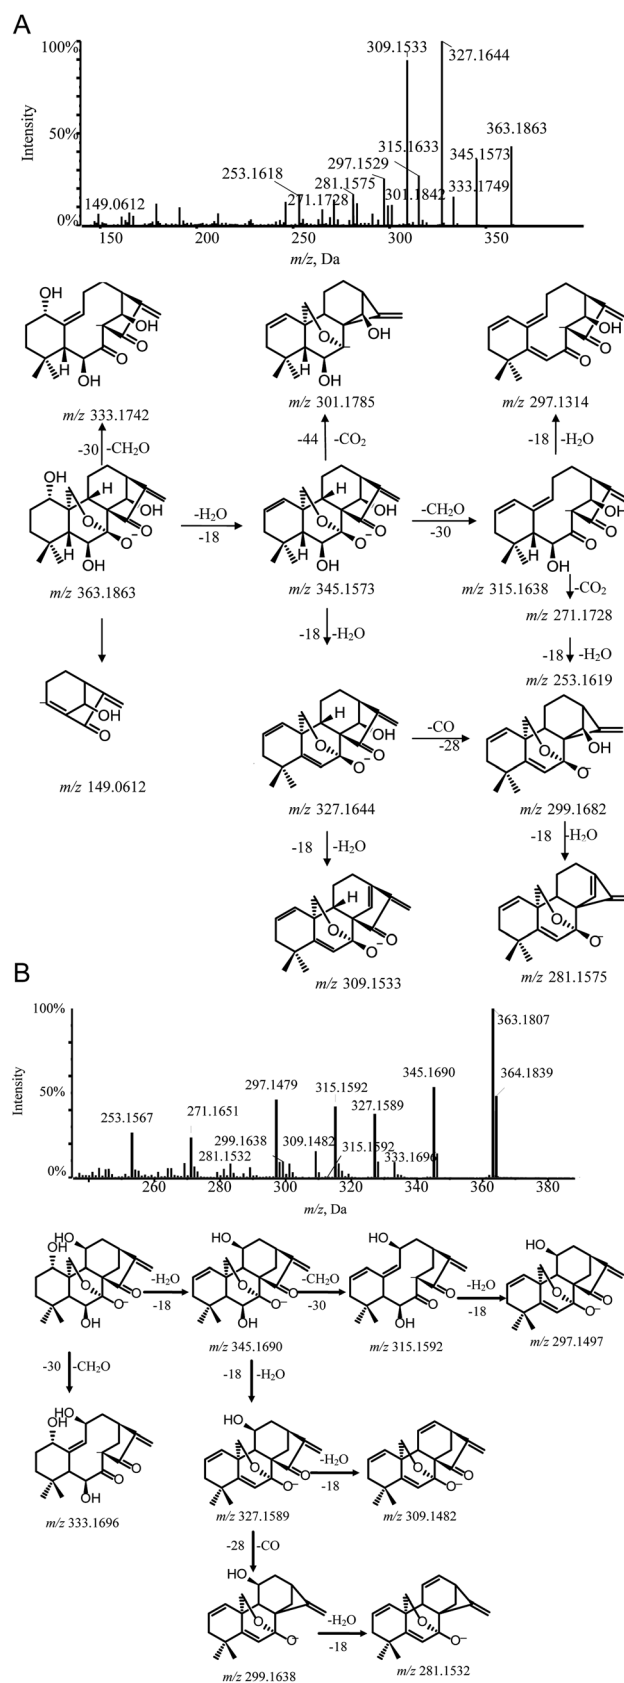 A
100%
50%
0%
Intensity
309.1533
327.1644
363.1863
315.1633
345.1573
297.1529
253.1618
281.1575
333.1749
271.1728
301.1842
149.0612
150
200
250
300
350
m/z, Da
OH
OH
H
O
O
OH
OH
O
H
OH
OH
O
O
m/z 333.1742
m/z 301.1785
m/z 297.1314
-30 -CH2O
-44 -CO2
-18 -H2O
OH
H
OH
O
O
O−
H
OH
-H2O
-18
H
OH
O
O
O−
H
OH
-CH2O
-30
OH
O
O
H
OH
m/z 363.1863
m/z 345.1573
m/z 315.1638
-CO2
m/z 271.1728
-18 -H2O
-18 -H2O
m/z 253.1619
OH
O
H
OH
O
O
O−
-CO
-28
OH
O
O−
m/z 149.0612
m/z 327.1644
m/z 299.1682
-18 -H2O
-18 -H2O
H
O
O
O−
O
O−
m/z 309.1533
m/z 281.1575
B
100%
50%
0%
Intensity
363.1807
364.1839
345.1690
297.1479
315.1592
327.1589
253.1567
271.1651
299.1638
309.1482
315.1592
333.1696
281.1532
260
280
300
320
340
360
380
m/z, Da
HO
OH
O
O
O−
OH
-H2O
-18
HO
O
O
O−
OH
-CH2O
-30
HO
O
O
OH
-H2O
-18
HO
O
O
O−
m/z 345.1690
m/z 315.1592
m/z 297.1497
-30 -CH2O
-18 -H2O
HO
OH
O
O
OH
HO
O
O
O−
-H2O
-18
O
O
O−
m/z 333.1696
m/z 327.1589
m/z 309.1482
-28 -CO
HO
O
O−
-H2O
-18
O
O−
m/z 299.1638
m/z 281.1532